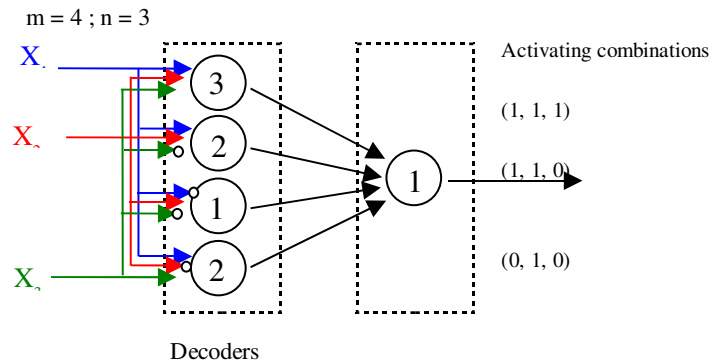 m = 4 ; n = 3
Activating combinations
X
3
(1, 1, 1)
X
2
(1, 1, 0)
1
1
X
2
(0, 1, 0)
Decoders